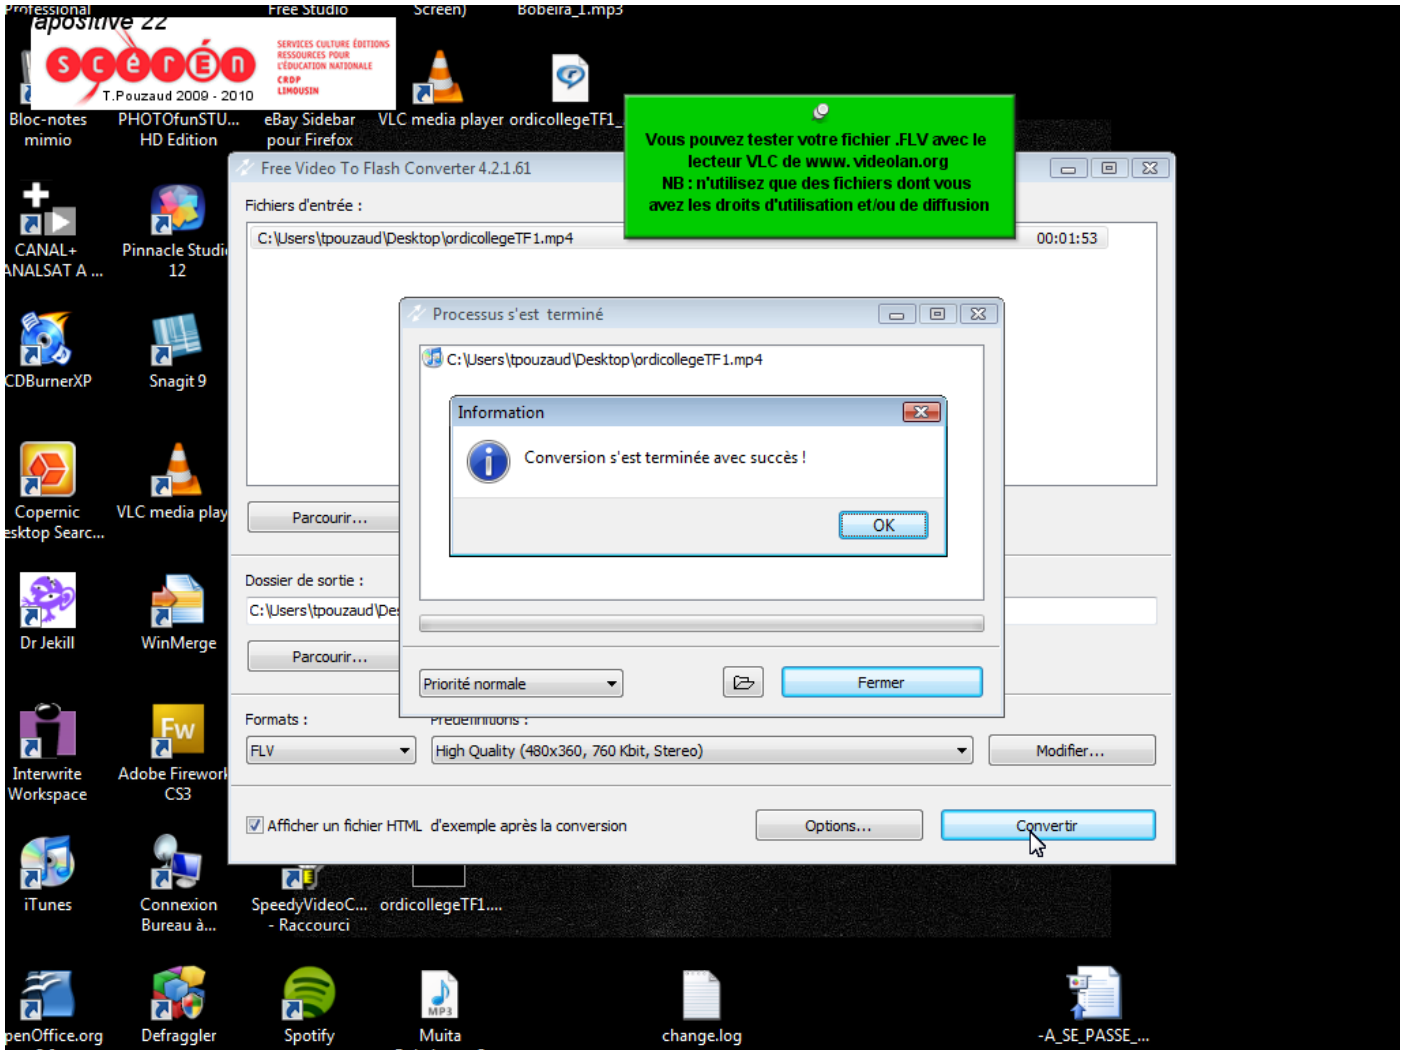 Professional
Free Studio
Screen)
Bobeira_1.mp3
apositive 22
scérén
SERVICES CULTURE ÉDITIONS
RESSOURCES POUR
L'ÉDUCATION NATIONALE
CRDP
LIMOUSIN
T.Pouzaud 2009 - 2010
Bloc-notes
mimio
PHOTOfunSTU...
HD Edition
eBay Sidebar
pour Firefox
VLC media player
ordicollegeTF1_
Vous pouvez tester votre fichier .FLV avec le
lecteur VLC de www. videolan.org
NB : n'utilisez que des fichiers dont vous
avez les droits d'utilisation et/ou de diffusion
Free Video To Flash Converter 4.2.1.61
Fichiers d'entrée :
C:\Users\tpouzaud\Desktop\ordicollegeTF1.mp4
00:01:53
CANAL+
ANALSAT A ...
Pinnacle Studi
12
Processus s'est terminé
C:\Users\tpouzaud\Desktop\ordicollegeTF1.mp4
CDBurnerXP
Snagit 9
Information
Conversion s'est terminée avec succès !
OK
Copernic
esktop Searc...
VLC media play
Parcourir...
Dossier de sortie :
C:\Users\tpouzaud\Des
Parcourir...
Dr Jekill
WinMerge
Priorité normale
Fermer
Formats :
Prédéfinitions :
FLV
High Quality (480x360, 760 Kbit, Stereo)
Modifier...
Fw
Interwrite
Workspace
Adobe Firework
CS3
Afficher un fichier HTML d'exemple après la conversion
Options...
Convertir
iTunes
Connexion
Bureau à...
SpeedyVideoC...
- Raccourci
ordicollegeTF1....
MP3
penOffice.org
Defraggler
Spotify
Muita
change.log
-A_SE_PASSE_...